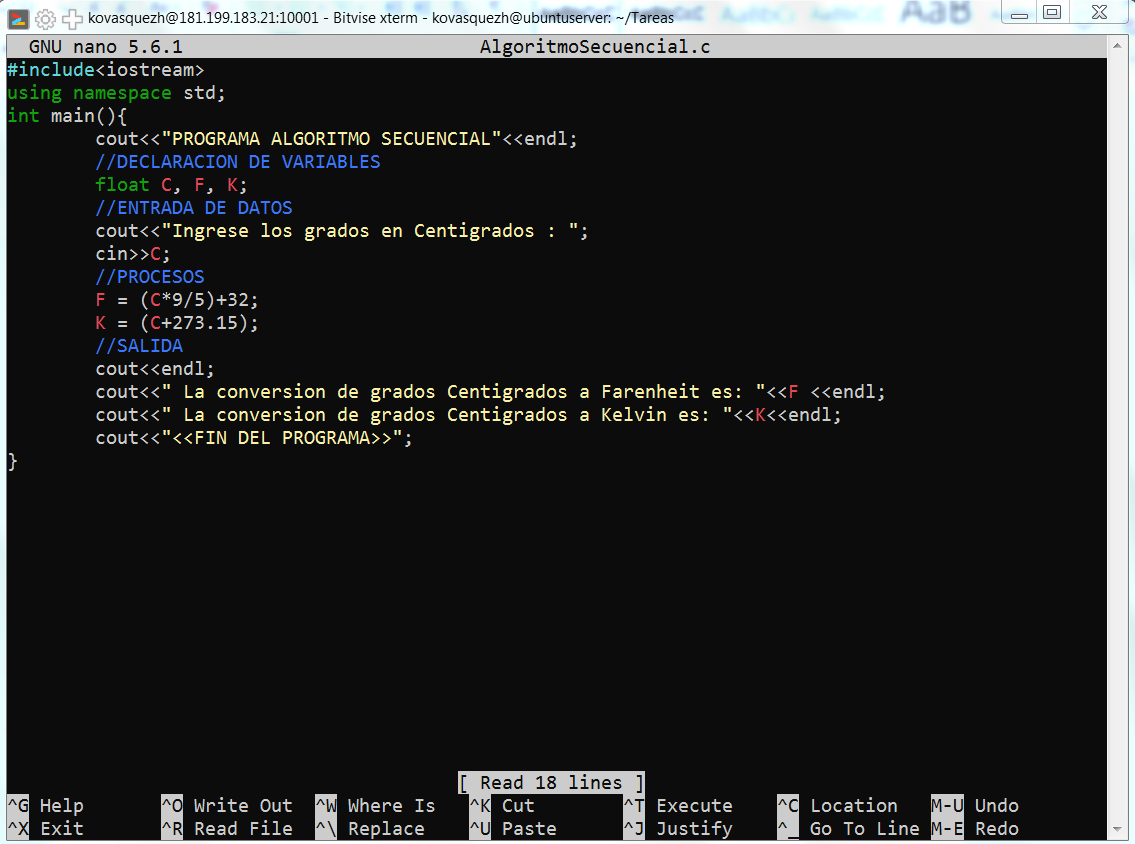 kovasquezh@181.199.183.21:10001 - Bitvise xterm - kovasquezh@ubuntuserver: ~/Tareas
GNU nano 5.6.1 AlgoritmoSecuencial.c
#include<iostream>
using namespace std;
int main(){
cout<<"PROGRAMA ALGORITMO SECUENCIAL"<<endl;
//DECLARACION DE VARIABLES
float C, F, K;
//ENTRADA DE DATOS
cout<<"Ingrese los grados en Centigrados : ";
cin>>C;
//PROCESOS
F = (C*9/5)+32;
K = (C+273.15);
//SALIDA
cout<<endl;
cout<<" La conversion de grados Centigrados a Farenheit es: "<<F <<endl;
cout<<" La conversion de grados Centigrados a Kelvin es: "<<K<<endl;
cout<<"<<FIN DEL PROGRAMA>>";
}
[ Read 18 lines ]
^G Help ^O Write Out ^W Where Is ^K Cut ^T Execute ^C Location M-U Undo
^X Exit ^R Read File ^\ Replace ^U Paste ^J Justify ^_ Go To Line M-E Redo